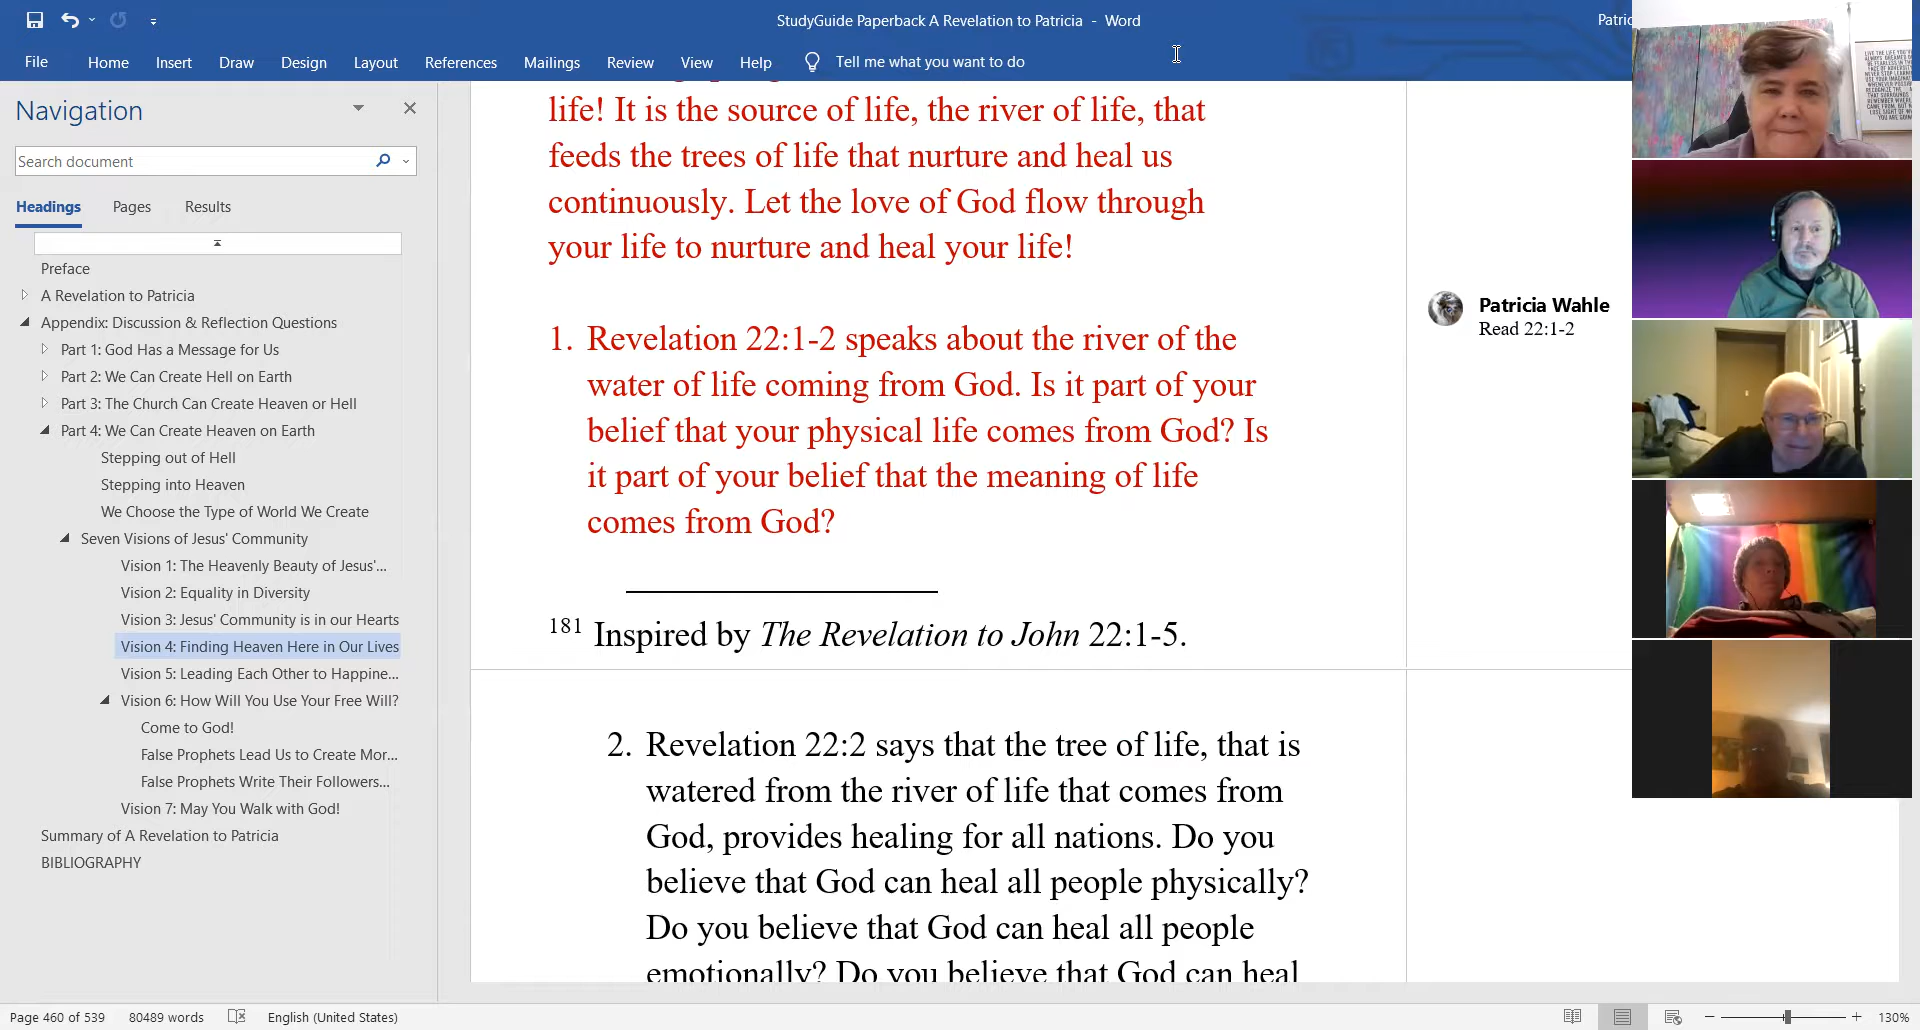 StudyGuide Paperback A Revelation to Patricia - Word
Patric
File
Home
Insert
Draw
Design
Layout
References
Mailings
Review
View
Help
Tell me what you want to do
Navigation
Search document
Headings
Pages
Results
Preface
A Revelation to Patricia
Appendix: Discussion & Reflection Questions
Part 1: God Has a Message for Us
Part 2: We Can Create Hell on Earth
Part 3: The Church Can Create Heaven or Hell
Part 4: We Can Create Heaven on Earth
Stepping out of Hell
Stepping into Heaven
We Choose the Type of World We Create
Seven Visions of Jesus' Community
Vision 1: The Heavenly Beauty of Jesus'...
Vision 2: Equality in Diversity
Vision 3: Jesus' Community is in our Hearts
Vision 4: Finding Heaven Here in Our Lives
Vision 5: Leading Each Other to Happine...
Vision 6: How Will You Use Your Free Will?
Come to God!
False Prophets Lead Us to Create Mor...
False Prophets Write Their Followers...
Vision 7: May You Walk with God!
Summary of A Revelation to Patricia
BIBLIOGRAPHY
life! It is the source of life, the river of life, that
feeds the trees of life that nurture and heal us
continuously. Let the love of God flow through
your life to nurture and heal your life!
1. Revelation 22:1-2 speaks about the river of the
water of life coming from God. Is it part of your
belief that your physical life comes from God? Is
it part of your belief that the meaning of life
comes from God?
181 Inspired by The Revelation to John 22:1-5.
2. Revelation 22:2 says that the tree of life, that is
watered from the river of life that comes from
God, provides healing for all nations. Do you
believe that God can heal all people physically?
Do you believe that God can heal all people
emotionally? Do you believe that God can heal
Patricia Wahle
Read 22:1-2
Page 460 of 539
80489 words
English (United States)
130%